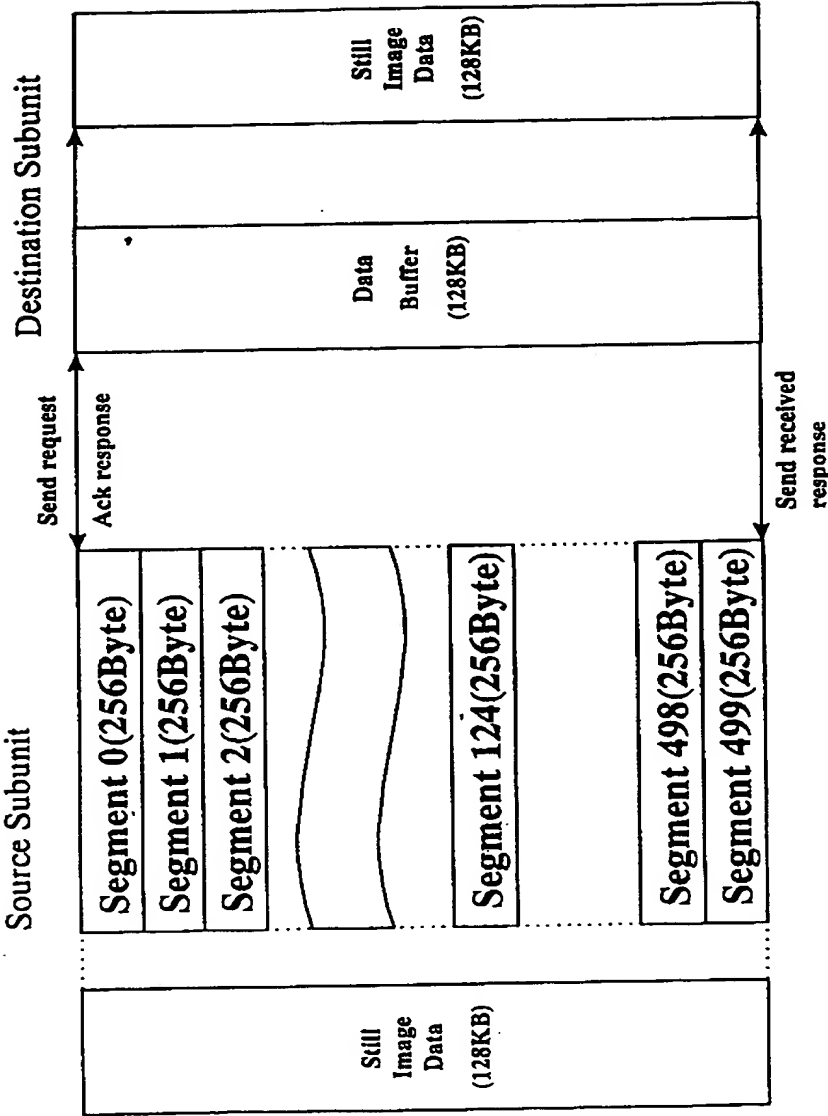 Source Subunit
Destination Subunit
Still
Image
Data
(128KB)
Segment 0(256Byte)
Segment 1(256Byte)
Segment 2(256Byte)
Segment 124(256Byte)
Segment 498(256Byte)
Segment 499(256Byte)
Send request
Ack response
Send received
response
Data
Buffer
(128KB)
Still
Image
Data
(128KB)